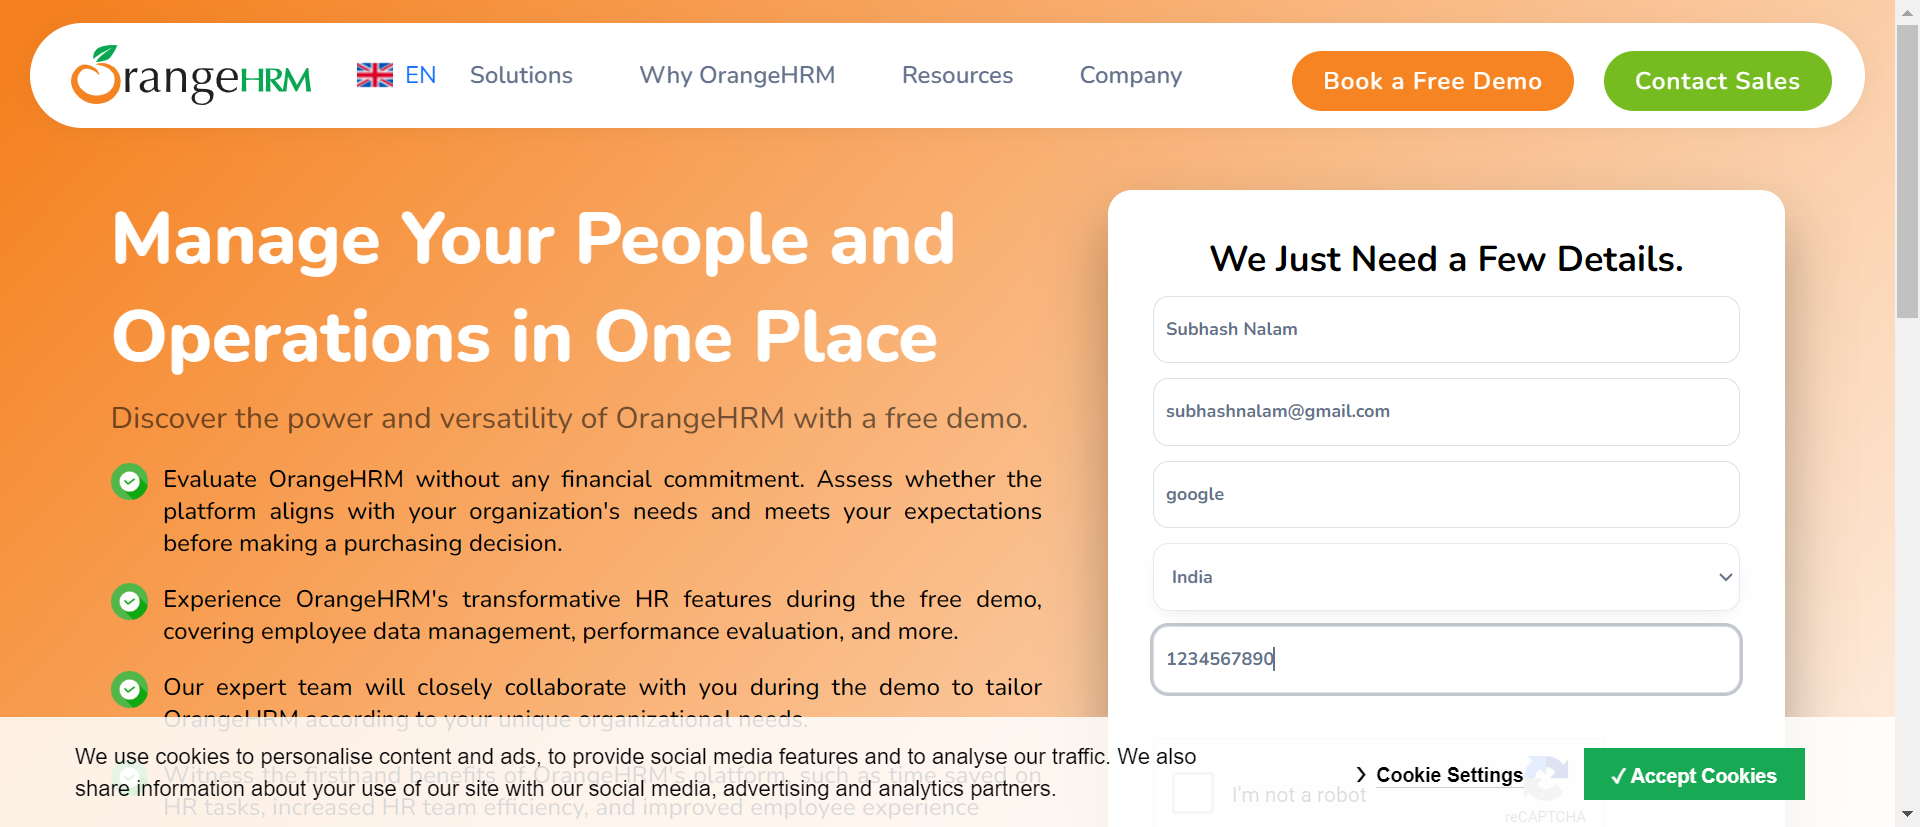 OrangeHRM
EN
Solutions
Why OrangeHRM
Resources
Company
Book a Free Demo
Contact Sales
Manage Your People and
Operations in One Place
Discover the power and versatility of OrangeHRM with a free demo.
Evaluate OrangeHRM without any financial commitment. Assess whether the
platform aligns with your organization's needs and meets your expectations
before making a purchasing decision.
Experience OrangeHRM's transformative HR features during the free demo,
covering employee data management, performance evaluation, and more.
Our expert team will closely collaborate with you during the demo to tailor
OrangeHRM according to your unique organizational needs.
Witness the firsthand benefits of OrangeHRM's platform, such as time saved on
HR tasks, increased HR team efficiency, and improved employee experience
We Just Need a Few Details.
Subhash Nalam
subhashnalam@gmail.com
google
India
1234567890
I'm not a robot
reCAPTCHA
We use cookies to personalise content and ads, to provide social media features and to analyse our traffic. We also
share information about your use of our site with our social media, advertising and analytics partners.
Cookie Settings
✓ Accept Cookies